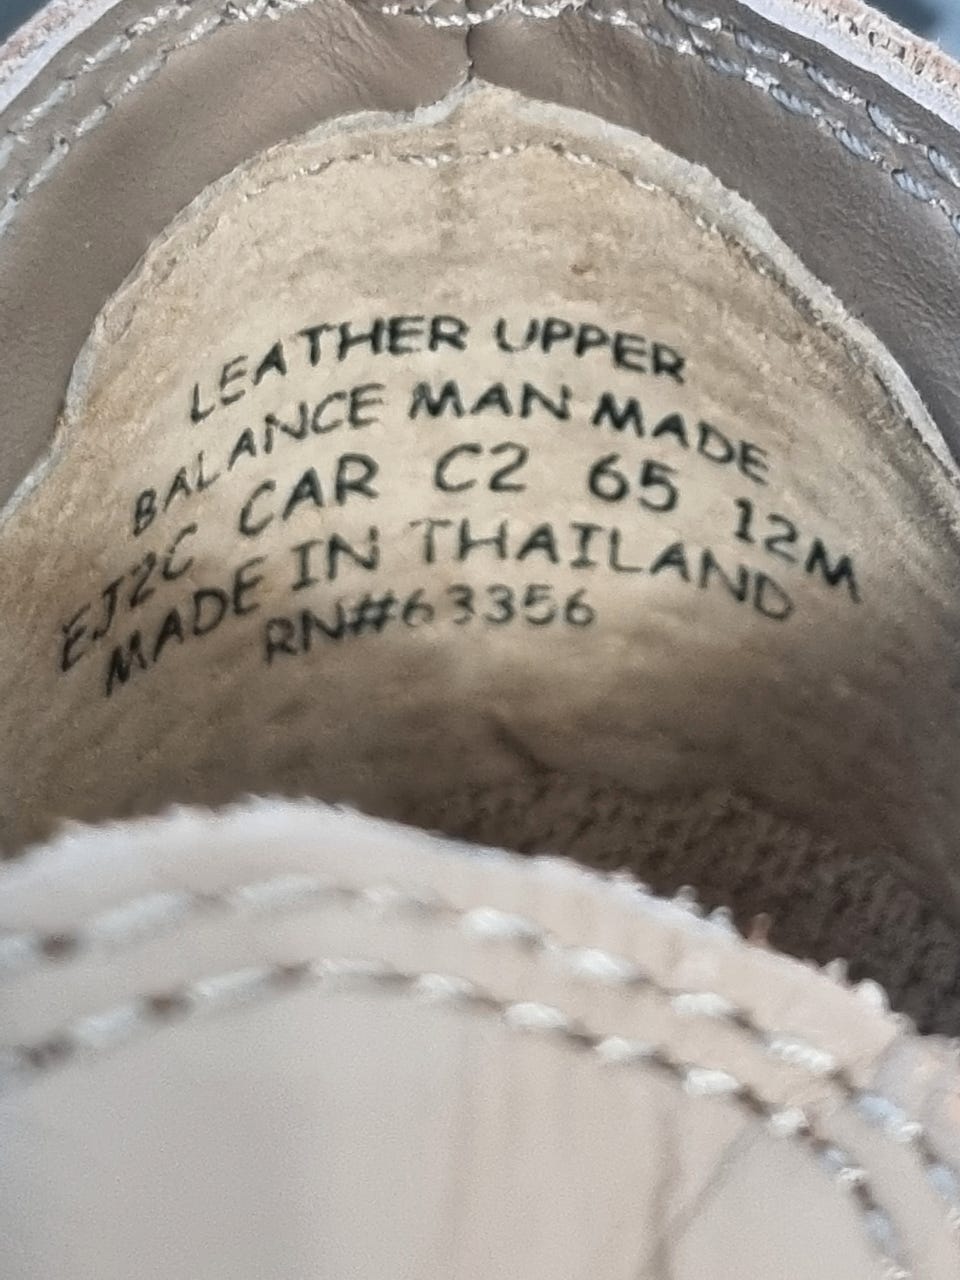 LEATHER UPPER
BALANCE MAN MADE
EJ2C CAR C2 65 12M
MADE IN THAILAND
RN#63356